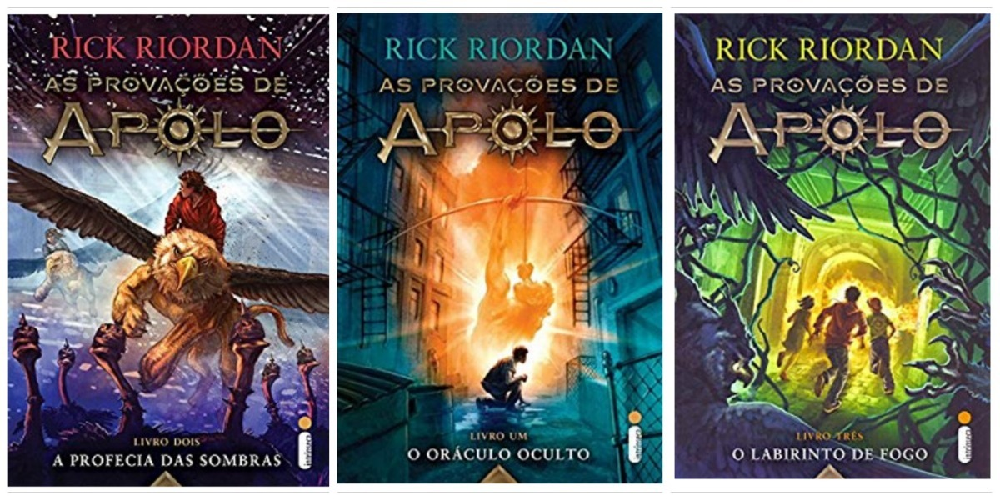 RICK RIORDAN
AS PROVAÇÕES DE
APOLO
LIVRO DOIS
A PROFECIA DAS SOMBRAS
intrínseca
RICK RIORDAN
AS PROVAÇÕES DE
APOLO
LIVRO UM
O ORÁCULO OCULTO
intrínseca
RICK RIORDAN
AS PROVAÇÕES DE
APOLO
LIVRO TRÊS
O LABIRINTO DE FOGO
intrínseca